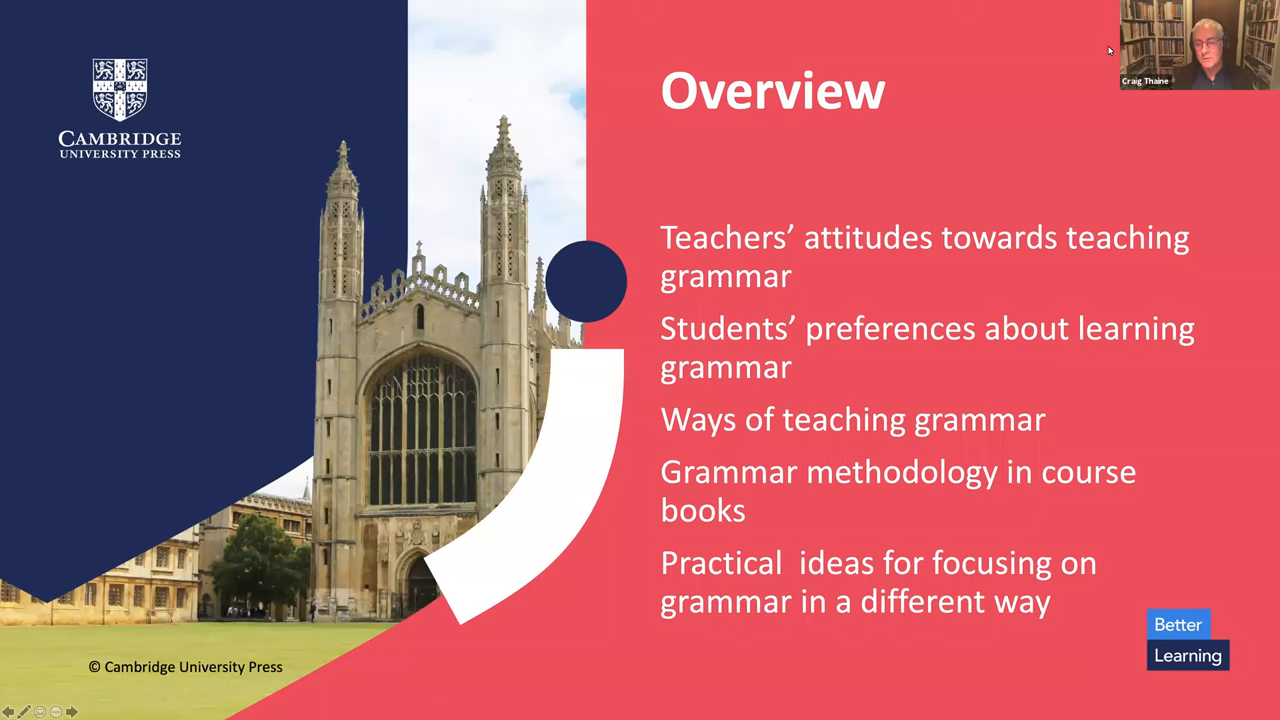 CAMBRIDGE
UNIVERSITY PRESS
Overview
Craig Thaine
Teachers’ attitudes towards teaching
grammar
Students’ preferences about learning
grammar
Ways of teaching grammar
Grammar methodology in course
books
Practical  ideas for focusing on
grammar in a different way
Better
Learning
© Cambridge University Press